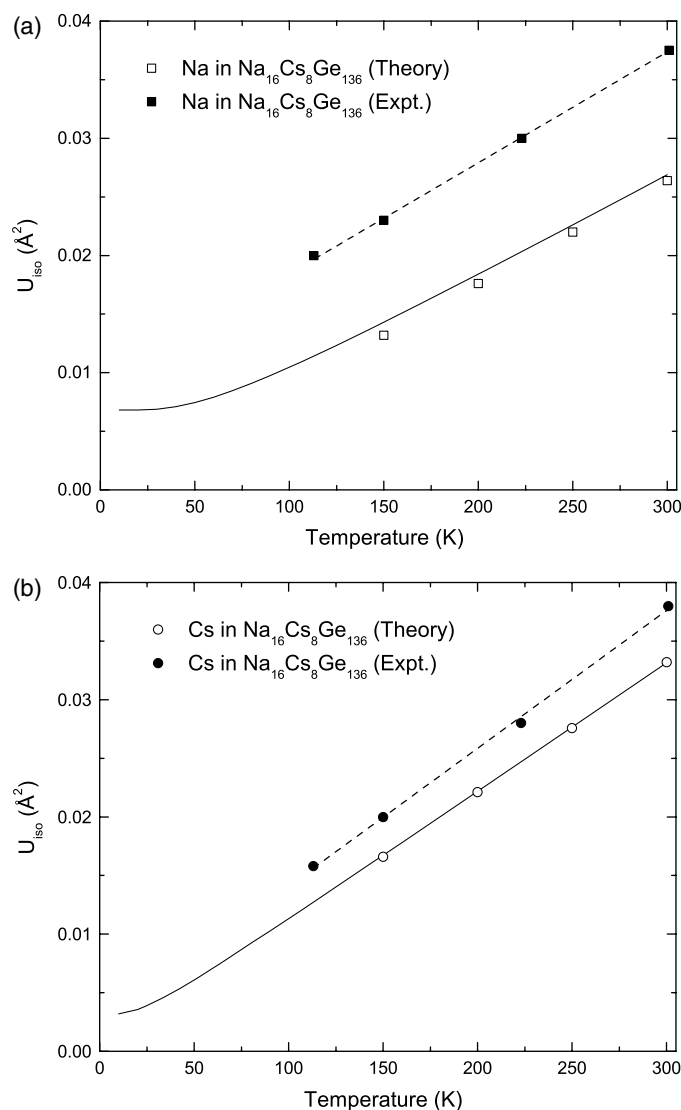 (a)
0.04
0.03
0.02
0.01
0.00
U_iso (Å²)
□ Na in Na₁₆Cs₈Ge₁₃₆ (Theory)
■ Na in Na₁₆Cs₈Ge₁₃₆ (Expt.)
0 50 100 150 200 250 300
Temperature (K)
(b)
0.04
0.03
0.02
0.01
0.00
U_iso (Å²)
○ Cs in Na₁₆Cs₈Ge₁₃₆ (Theory)
● Cs in Na₁₆Cs₈Ge₁₃₆ (Expt.)
0 50 100 150 200 250 300
Temperature (K)